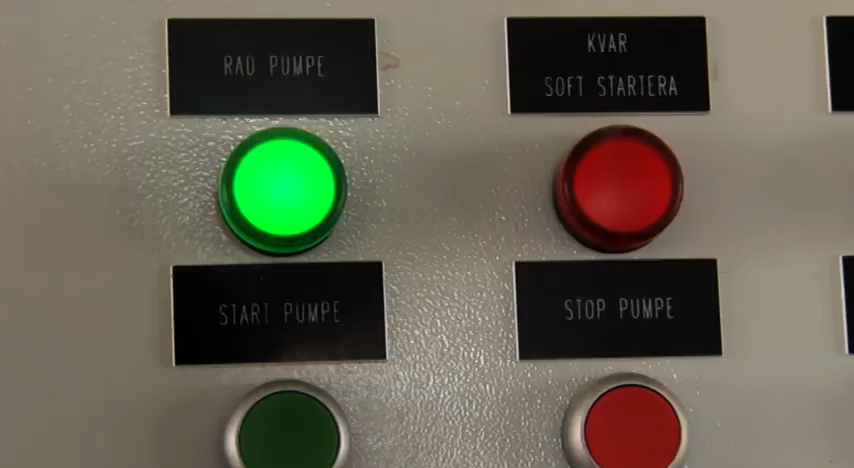 RAD PUMPE
KVAR
SOFT STARTERA
START PUMPE
STOP PUMPE